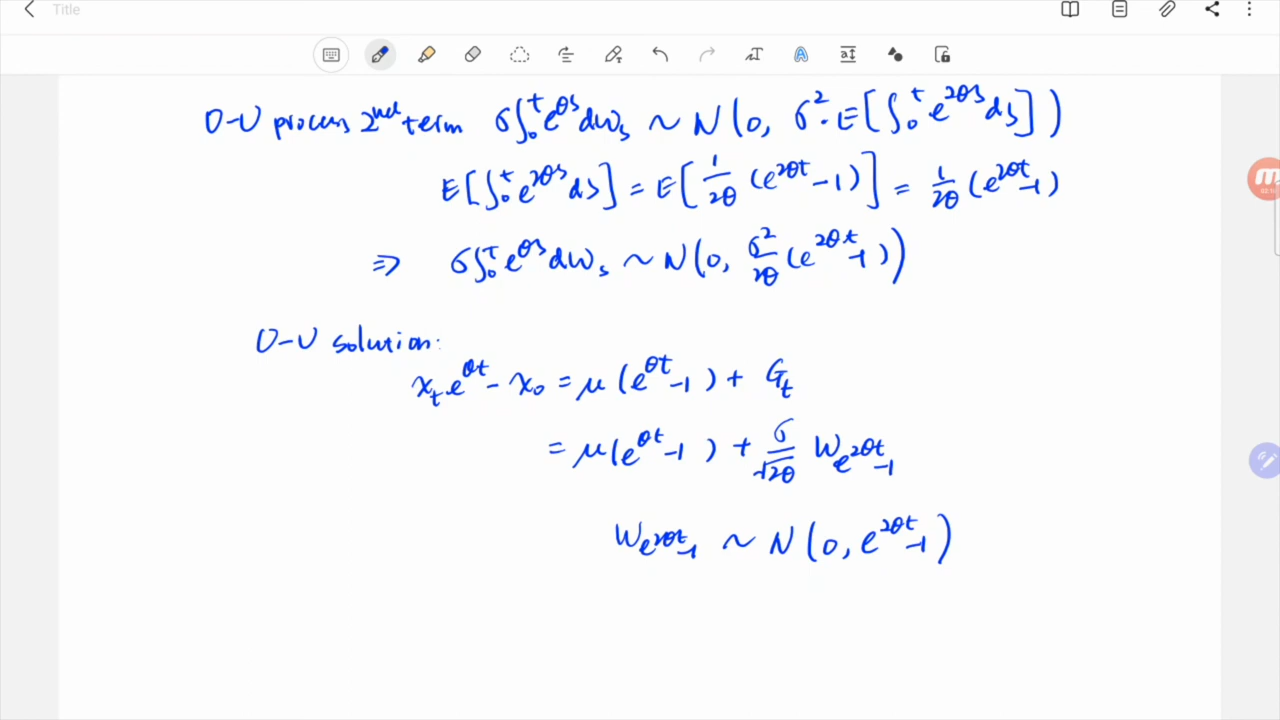 Title
O-U process 2nd term σ∫₀ᵗ e^{θs} dW_s ~ N(0, σ²·E[∫₀ᵗ e^{2θs} ds])
E[∫₀ᵗ e^{2θs} ds] = E[1/2θ (e^{2θt} - 1)] = 1/2θ (e^{2θt} - 1)
⇒ σ∫₀ᵗ e^{θs} dW_s ~ N(0, σ²/2θ (e^{2θt} - 1))
O-U solution:
x_t e^{θt} - x_0 = μ(e^{θt} - 1) + G_t
= μ(e^{θt} - 1) + σ/√2θ W_{e^{2θt} - 1}
W_{e^{2θt} - 1} ~ N(0, e^{2θt} - 1)